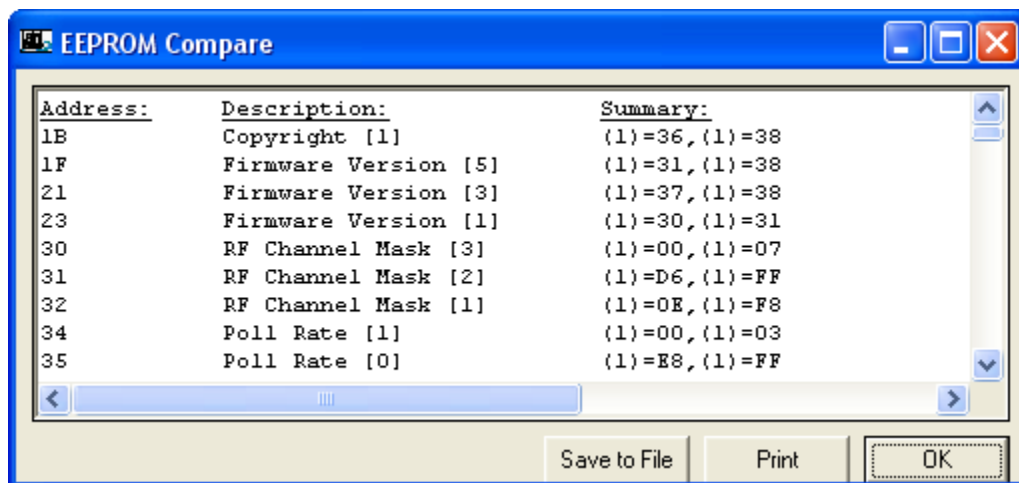 EEPROM Compare
Address: Description: Summary:
1B Copyright [1] (1)=36,(1)=38
1F Firmware Version [5] (1)=31,(1)=38
21 Firmware Version [3] (1)=37,(1)=38
23 Firmware Version [1] (1)=30,(1)=31
30 RF Channel Mask [3] (1)=00,(1)=07
31 RF Channel Mask [2] (1)=D6,(1)=FF
32 RF Channel Mask [1] (1)=0E,(1)=F8
34 Poll Rate [1] (1)=00,(1)=03
35 Poll Rate [0] (1)=E8,(1)=FF
Save to File Print OK